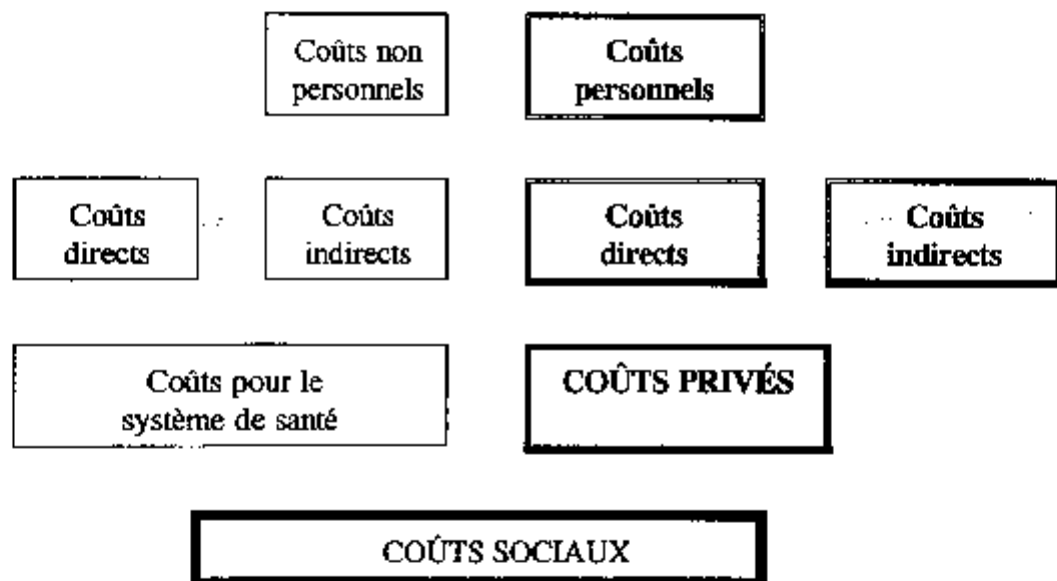 Coûts non
personnels
Coûts
personnels
Coûts
directs
Coûts
indirects
Coûts
directs
Coûts
indirects
Coûts pour le
système de santé
COÛTS PRIVÉS
COÛTS SOCIAUX